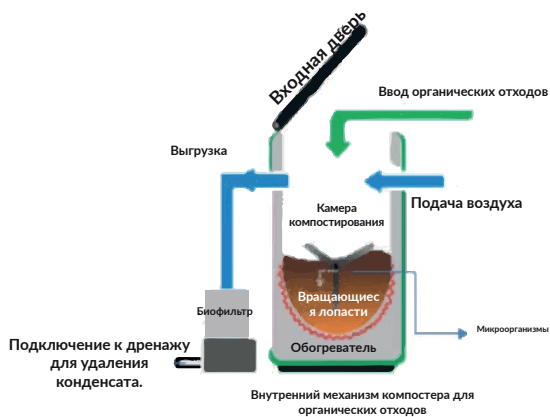 Входная дверь
Ввод органических отходов
Выгрузка
Подача воздуха
Камера
компостирования
Вращающиес
я лопасти
Биофильтр
Микроорганизмы
Обогреватель
Подключение к дренажу
для удаления
конденсата.
Внутренний механизм компостера для
органических отходов